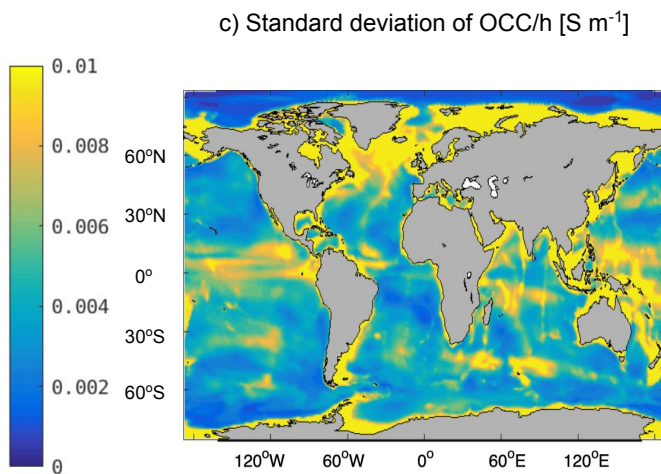 c) Standard deviation of OCC/h [S m⁻¹]
0.01
0.008
0.006
0.004
0.002
0
60ºN
30ºN
0º
30ºS
60ºS
120ºW 60ºW 0º 60ºE 120ºE